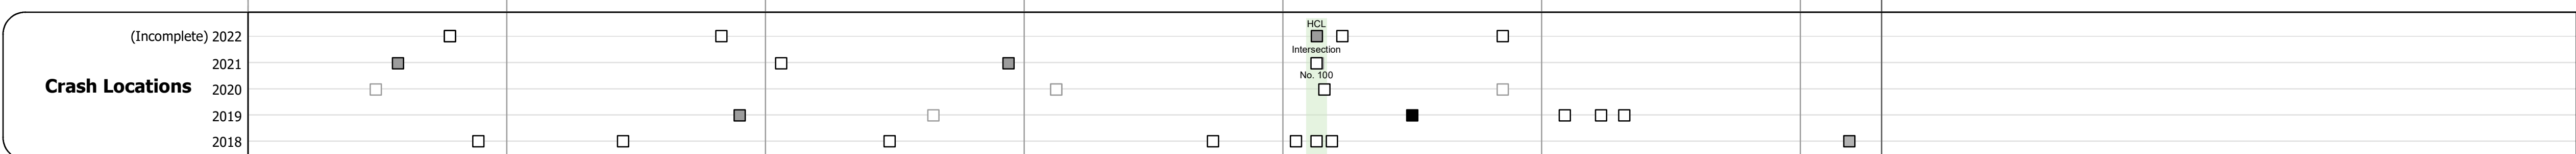 HCL
(Incomplete) 2022
Intersection
2021
No. 100
Crash Locations
2020
2019
2018